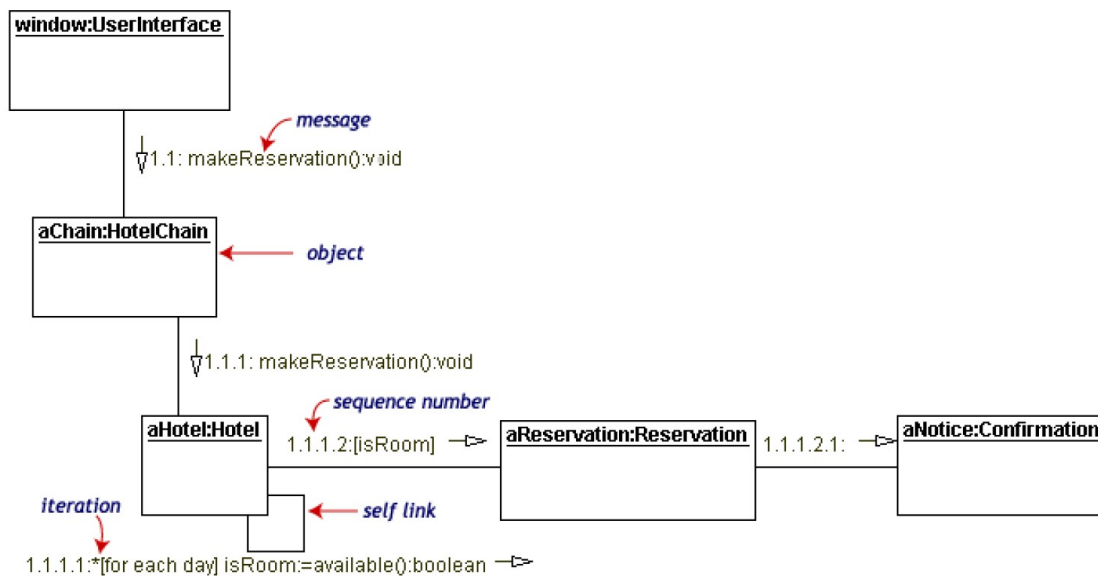 window:UserInterface
message
1.1: makeReservation():void
aChain:HotelChain
object
1.1.1: makeReservation():void
sequence number
aHotel:Hotel
1.1.1.2:[isRoom]
aReservation:Reservation
1.1.1.2.1:
aNotice:Confirmation
iteration
self link
1.1.1.1:*[for each day] isRoom:=available():boolean